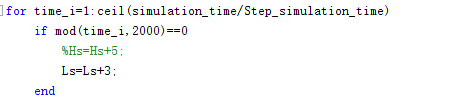 for time_i=1:ceil(simulation_time/Step_simulation_time)
if mod(time_i,2000)==0
%Hs=Hs+5;
Ls=Ls+3;
end